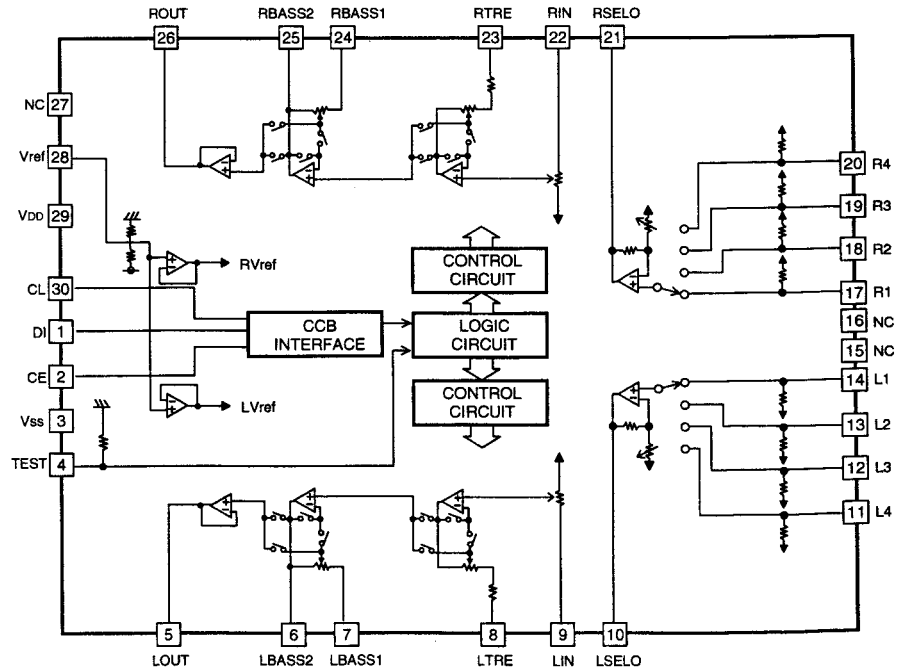 ROUT RBASS2 RBASS1 RTRE RIN RSELO
26 25 24 23 22 21
NC 27
Vref 28
VDD 29
CL 30
DI 1
CE 2
VSS 3
TEST 4
RVref
LVref
CCB
INTERFACE
CONTROL
CIRCUIT
LOGIC
CIRCUIT
CONTROL
CIRCUIT
20 R4
19 R3
18 R2
17 R1
16 NC
15 NC
14 L1
13 L2
12 L3
11 L4
5 6 7 8 9 10
LOUT LBASS2 LBASS1 LTRE LIN LSELO